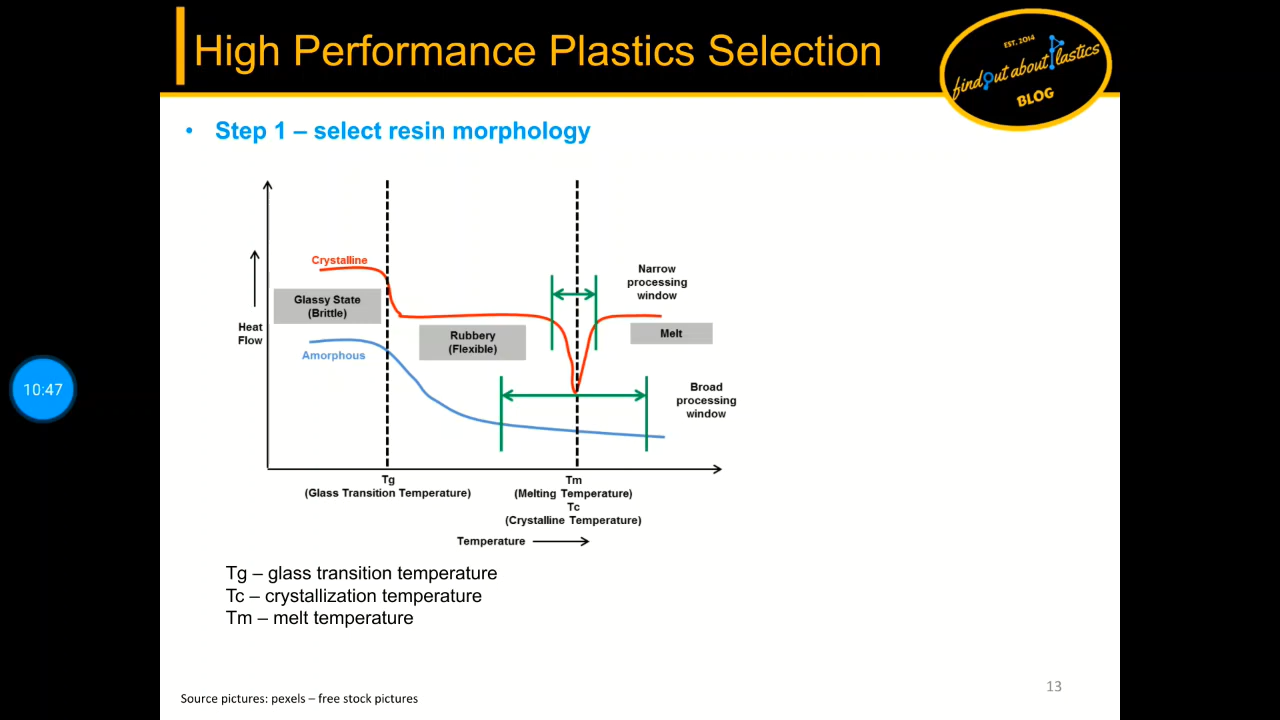 High Performance Plastics Selection
EST. 2014
findout about plastics
BLOG
• Step 1 – select resin morphology
Crystalline
Glassy State
(Brittle)
Heat
Flow
Amorphous
Rubbery
(Flexible)
Narrow
processing
window
Melt
Broad
processing
window
10:47
Tg
(Glass Transition Temperature)
Tm
(Melting Temperature)
Tc
(Crystalline Temperature)
Temperature
Tg – glass transition temperature
Tc – crystallization temperature
Tm – melt temperature
13
Source pictures: pexels – free stock pictures